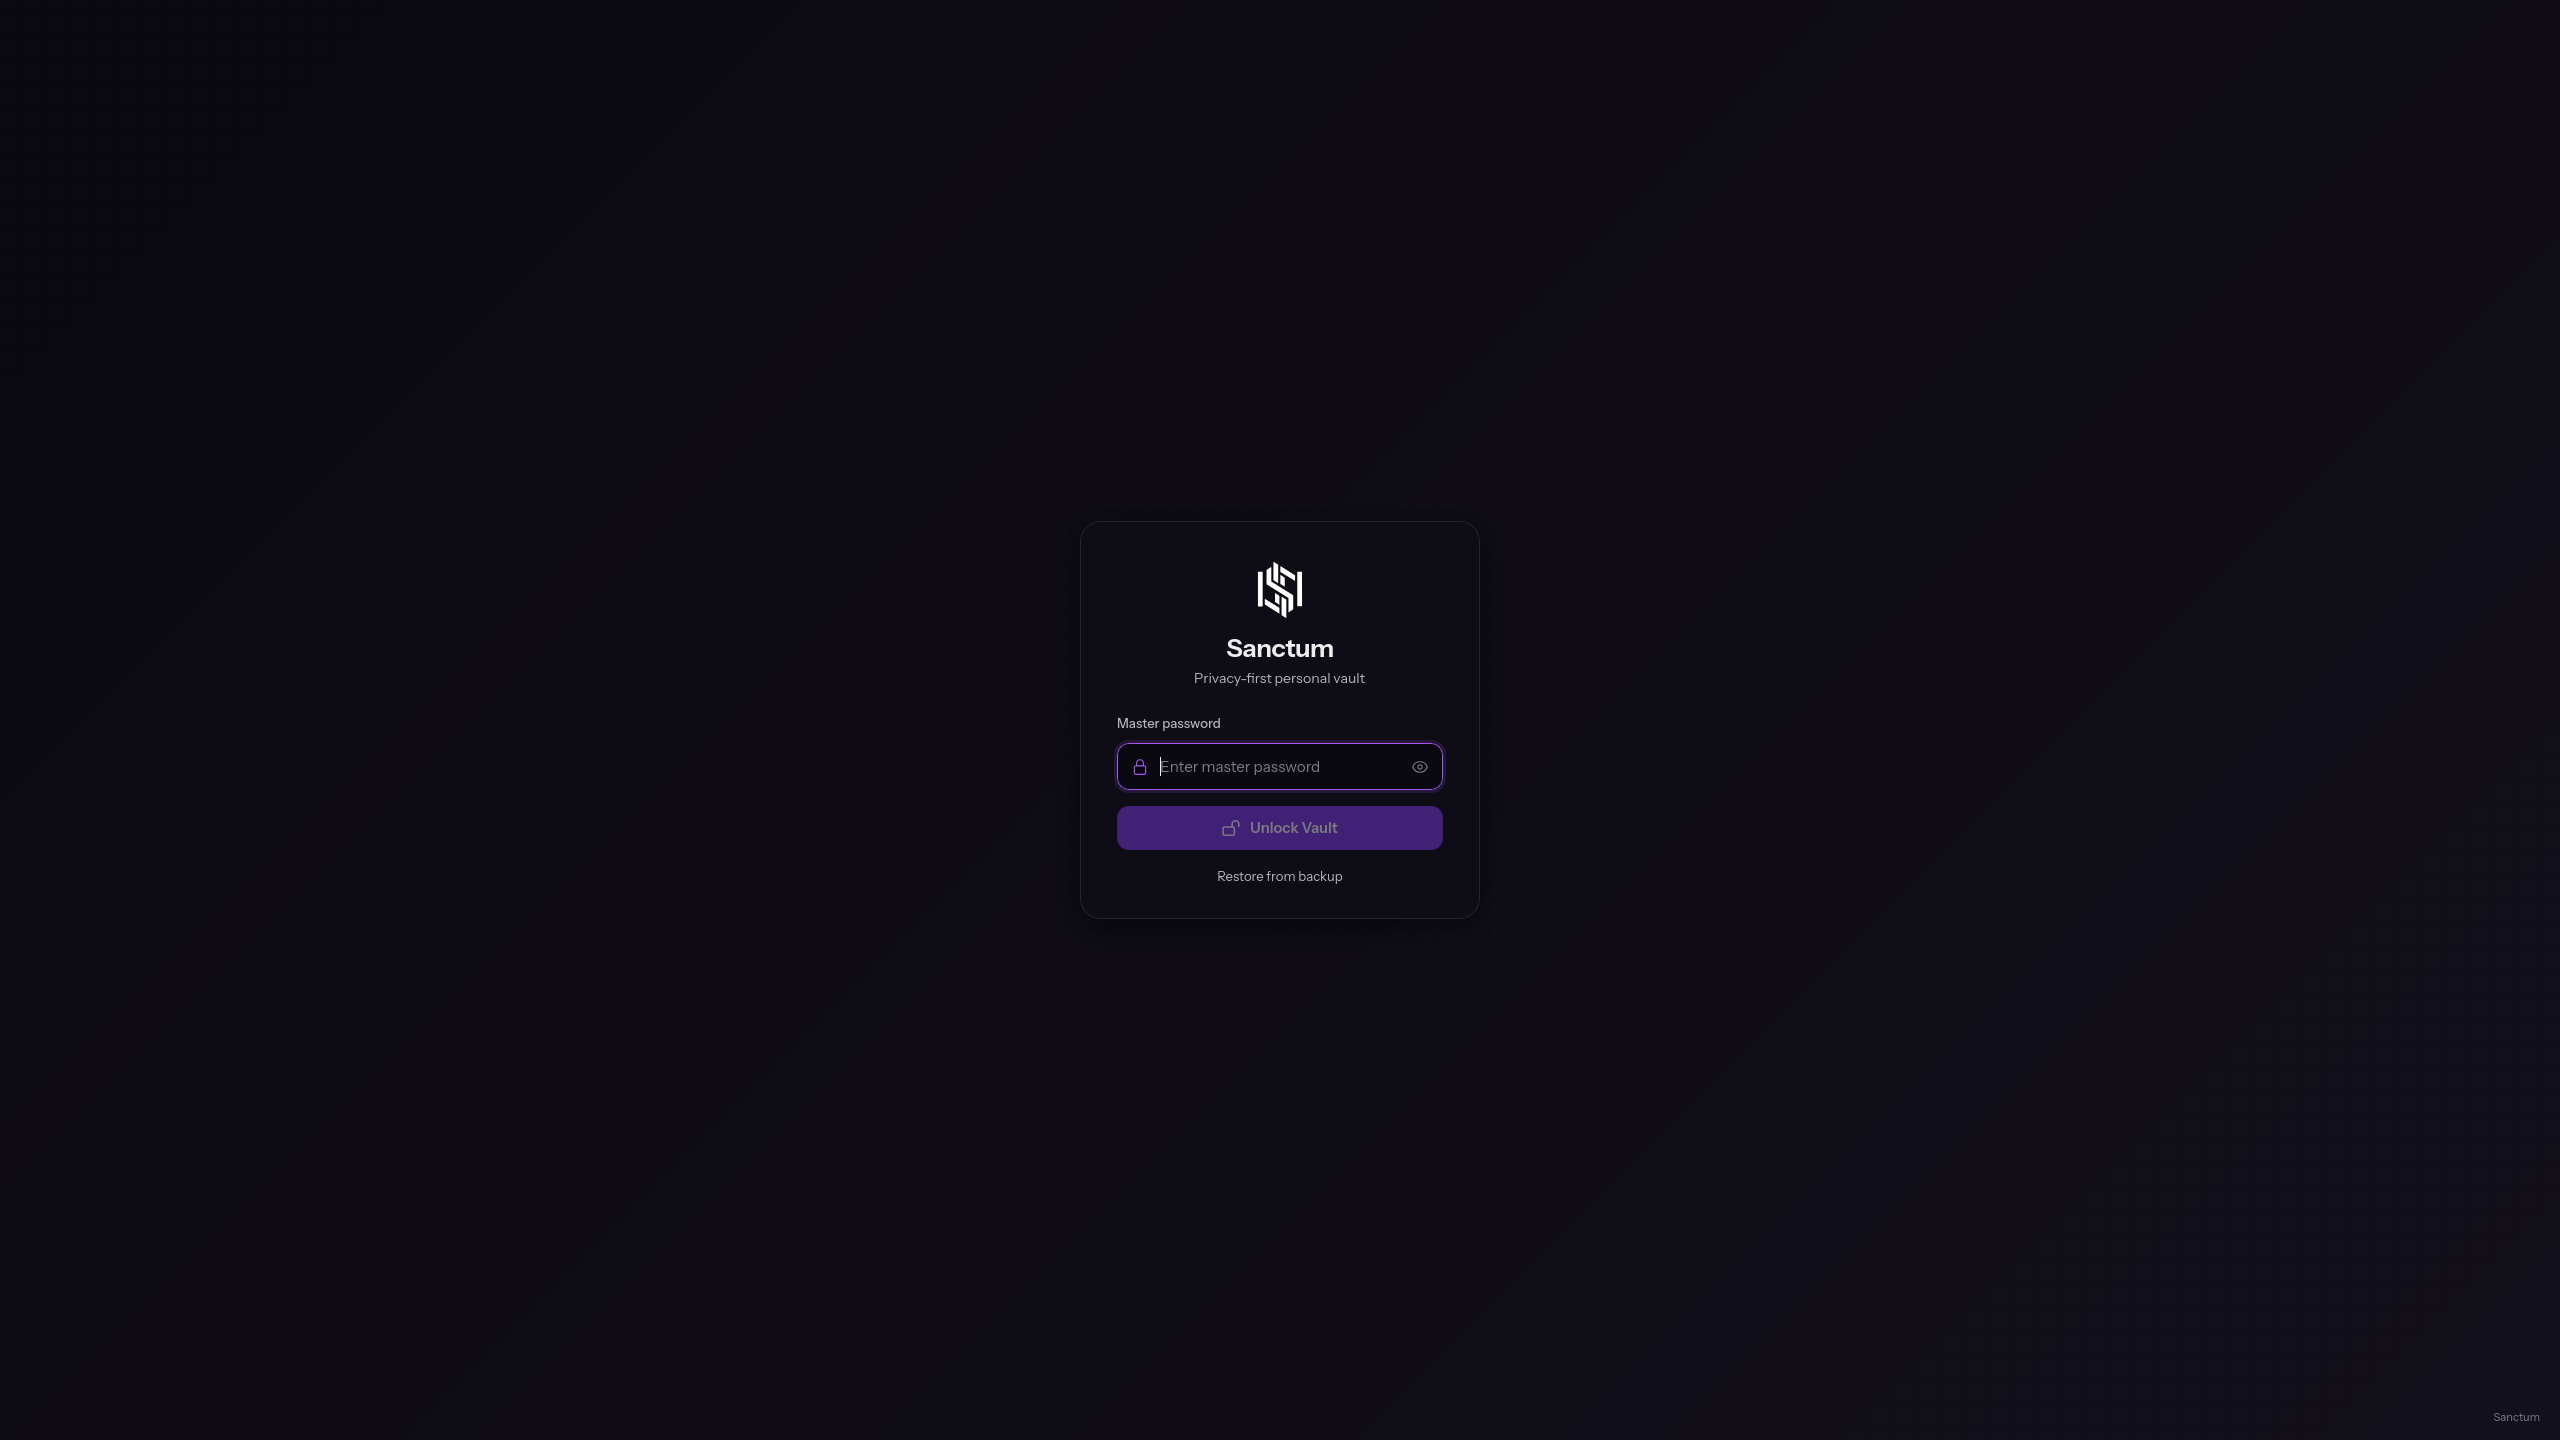 Sanctum
Privacy-first personal vault
Master password
Enter master password
Unlock Vault
Restore from backup
Sanctum